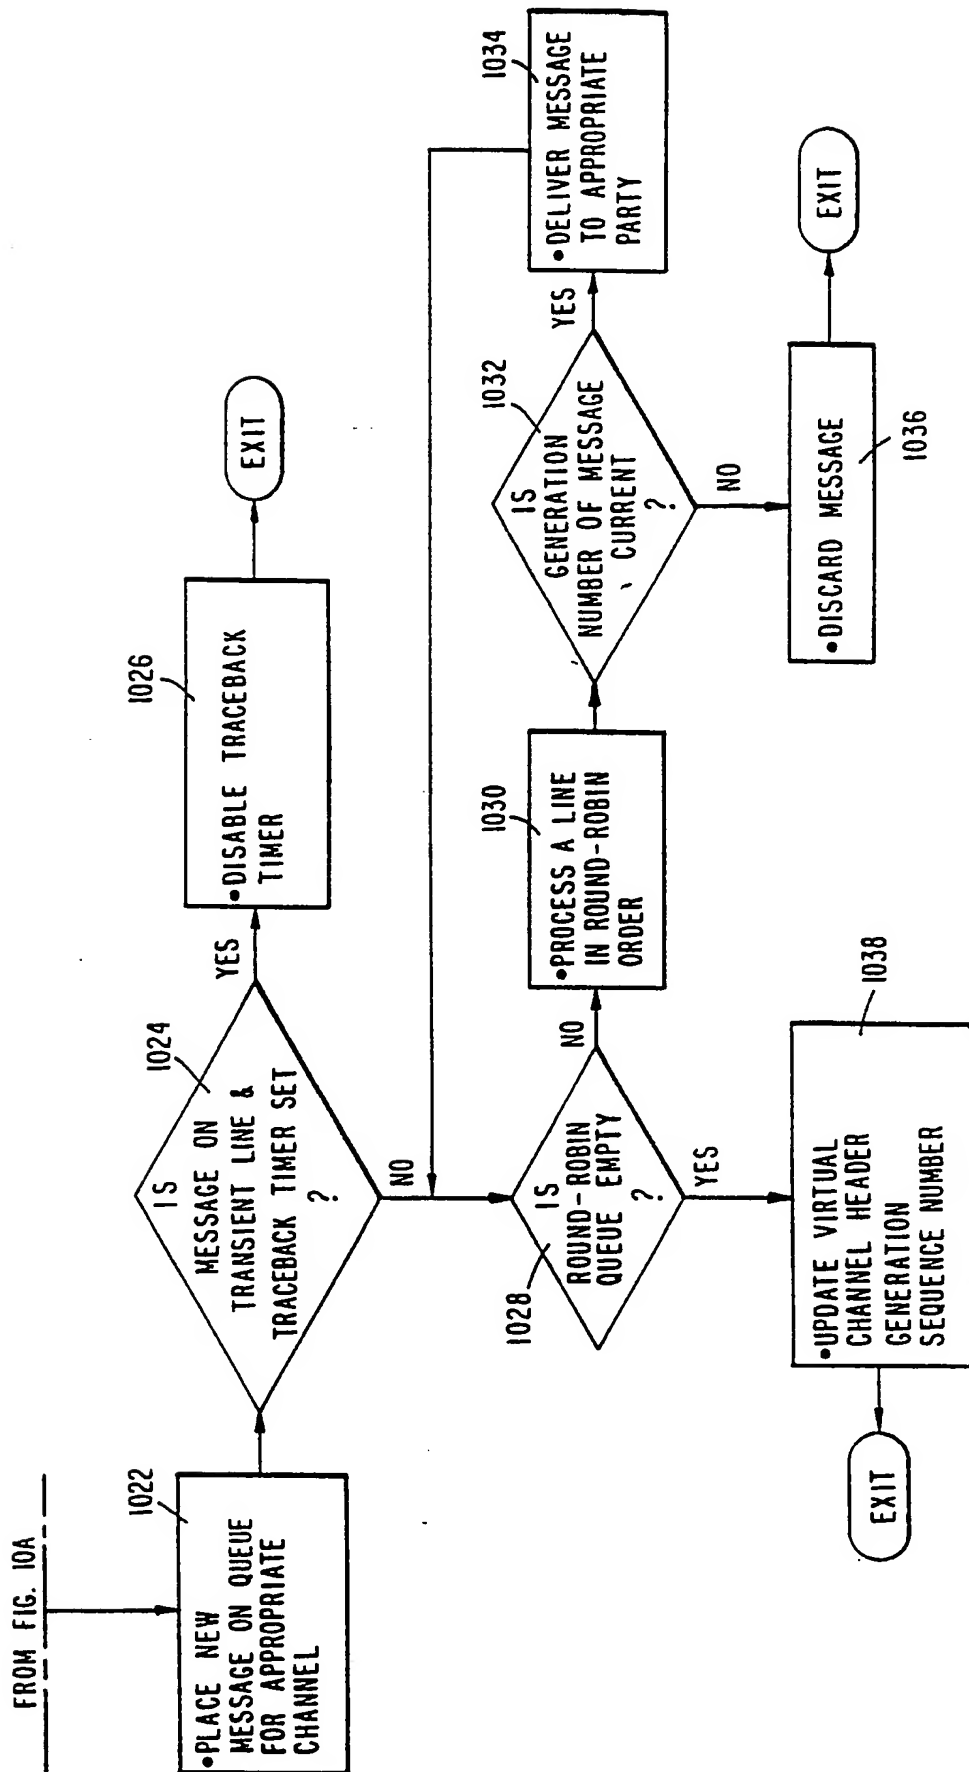 FROM FIG. 10A
1022
•PLACE NEW
MESSAGE ON QUEUE
FOR APPROPRIATE
CHANNEL
1024
IS
MESSAGE ON
TRANSIENT LINE &
TRACEBACK TIMER SET
?
YES
NO
1026
•DISABLE TRACEBACK
TIMER
EXIT
1028
IS
ROUND-ROBIN
QUEUE EMPTY
?
NO
YES
1030
•PROCESS A LINE
IN ROUND-ROBIN
ORDER
1032
IS
GENERATION
NUMBER OF MESSAGE
CURRENT
?
YES
NO
1034
•DELIVER MESSAGE
TO APPROPRIATE
PARTY
1036
•DISCARD MESSAGE
EXIT
1038
•UPDATE VIRTUAL
CHANNEL HEADER
GENERATION
SEQUENCE NUMBER
EXIT